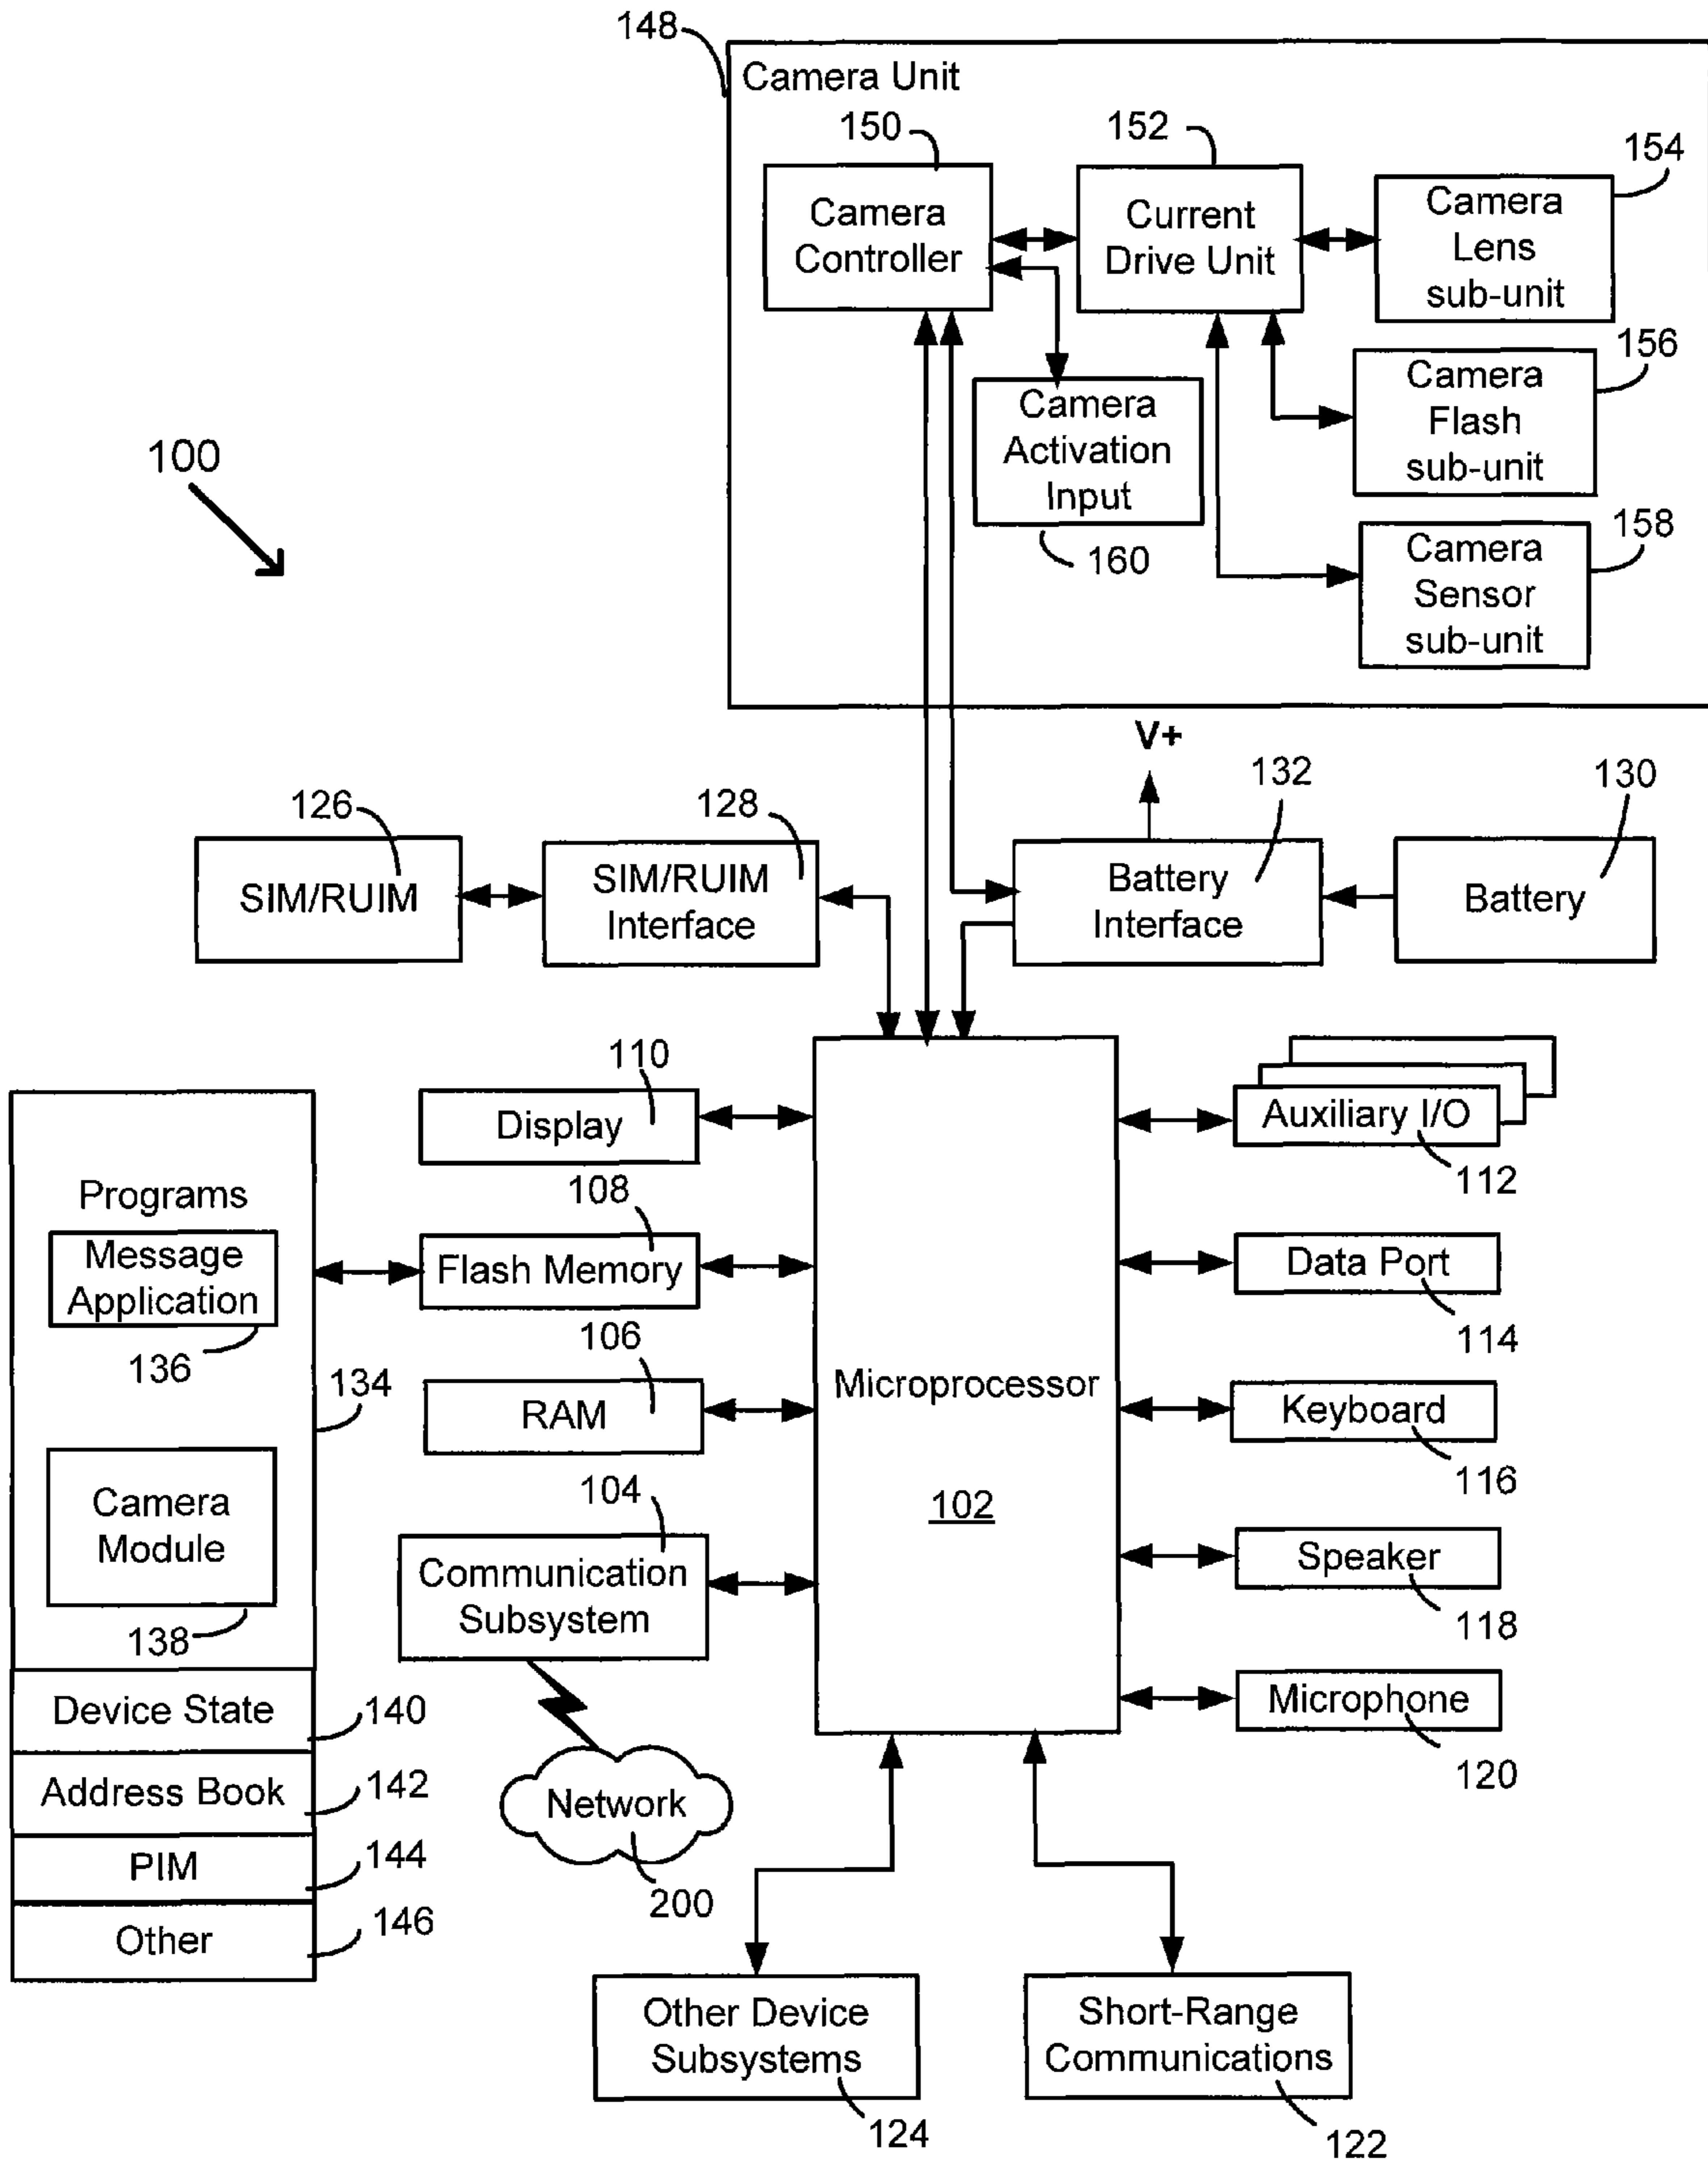 148
Camera Unit
150
152
154
Camera
Controller
Current
Drive Unit
Camera
Lens
sub-unit
156
Camera
Flash
sub-unit
Camera
Activation
Input
160
158
Camera
Sensor
sub-unit
100
V+
126
128
132
130
SIM/RUIM
SIM/RUIM
Interface
Battery
Interface
Battery
110
Display
Auxiliary I/O
112
Programs
Message
Application
136
108
Flash Memory
Data Port
114
134
106
RAM
Microprocessor
102
Keyboard
116
Camera
Module
138
104
Communication
Subsystem
Speaker
118
Device State
140
Microphone
120
Address Book
142
Network
200
PIM
144
Other
146
Other Device
Subsystems
124
Short-Range
Communications
122